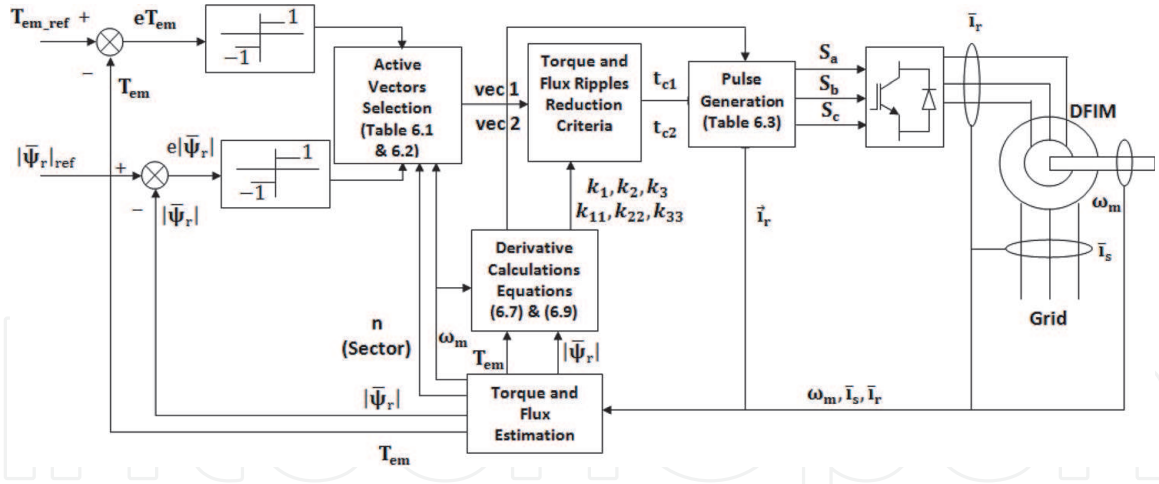 T_em_ref +
eT_em
1
−1
−
T_em
|ψ̄_r|_ref
+
e|ψ̄_r|
1
−1
−
|ψ̄_r|
Active
Vectors
Selection
(Table 6.1
& 6.2)
vec 1
vec 2
Torque and
Flux Ripples
Reduction
Criteria
t_c1
t_c2
Pulse
Generation
(Table 6.3)
S_a
S_b
S_c
ī_r
DFIM
ω_m
ī_s
Grid
k_1, k_2, k_3
k_11, k_22, k_33
i⃗_r
Derivative
Calculations
Equations
(6.7) & (6.9)
n
(Sector)
ω_m
T_em
|ψ̄_r|
Torque and
Flux
Estimation
|ψ̄_r|
T_em
ω_m, ī_s, ī_r